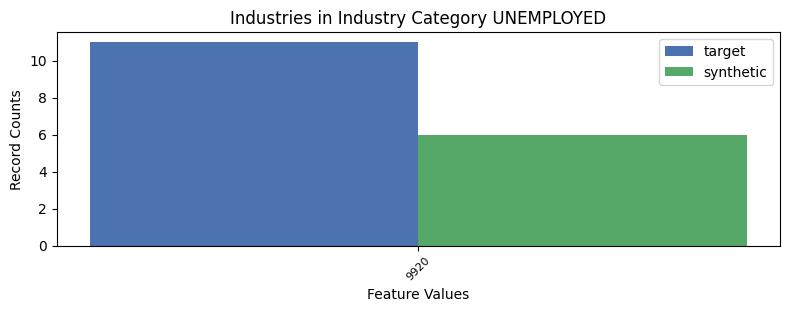 Industries in Industry Category UNEMPLOYED
target
synthetic
Record Counts
10
8
6
4
2
0
9920
Feature Values